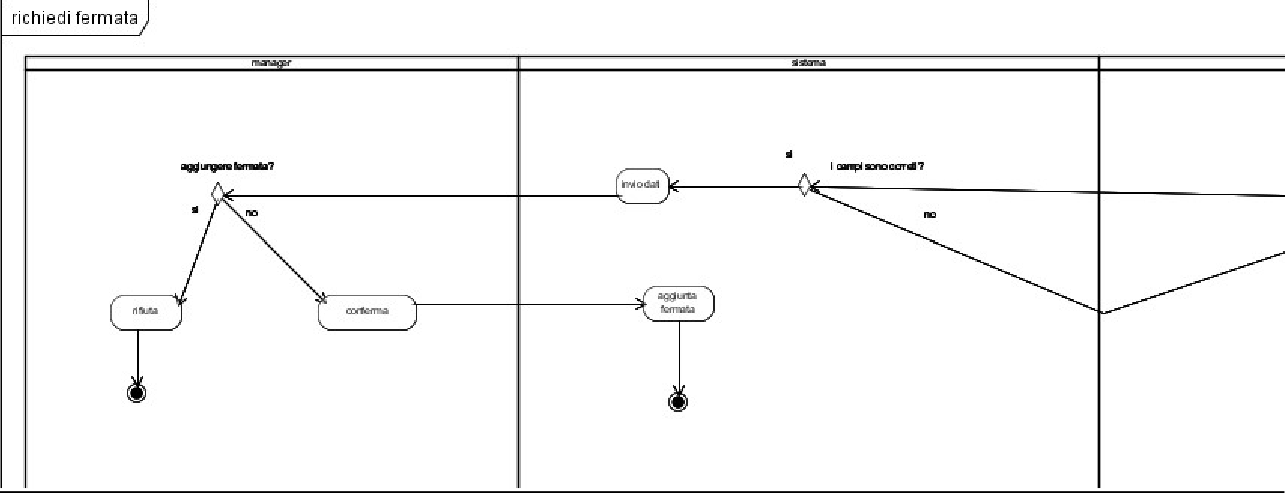 richiedi fermata
manager
sistema
aggiungere fermata?
si
no
rifiuta
conferma
si
i campi sono corretti?
invio dati
no
aggiunta
fermata